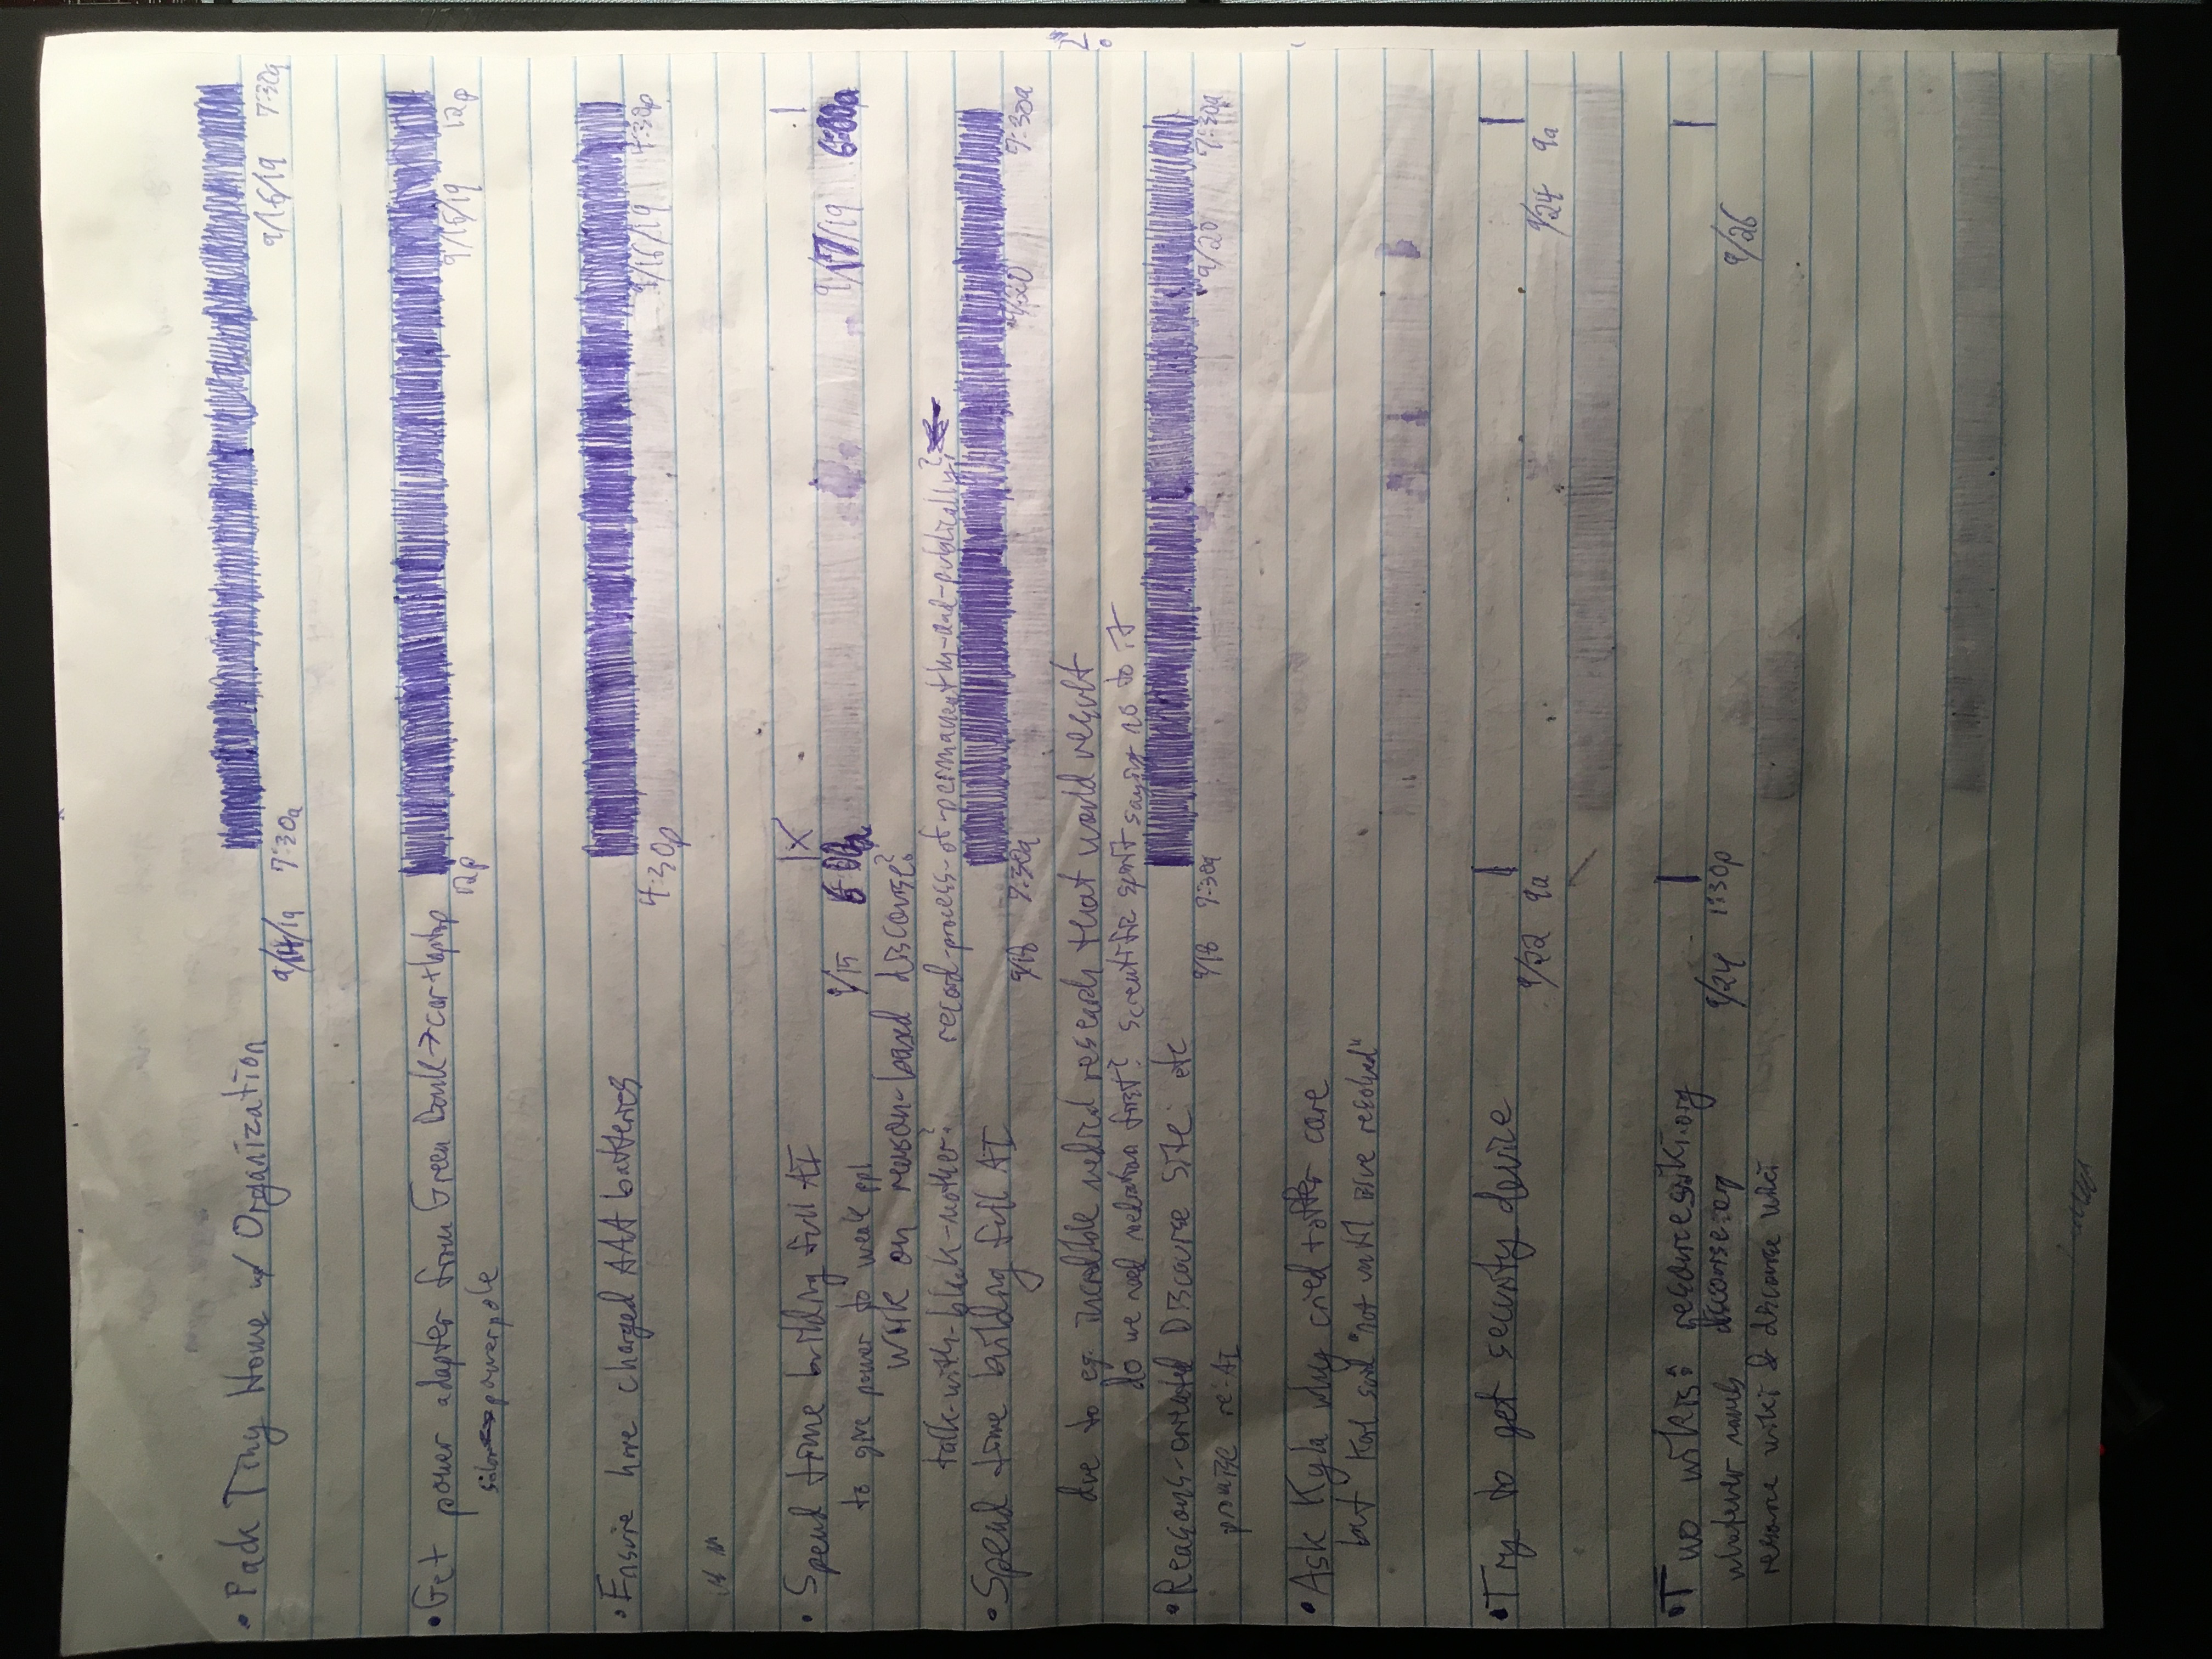 • Pack Tiny Home w/ Organization
9/14/19 7:30a 9/16/19 7:30a
• Get power adapter from Green Bank → car + laptop
12p 9/16/19 12p
powerpole
• Ensure have charged AAA batteries
4:30p 9/16/19 4:30p
• Spend time building full AI
9/15 6:00a 9/17/19 6:00a
to give power to weak ppl
work on reason-based discourse?
talk-with- -mother? record-process-of-permanently-and-publically?
• Spend time building full AI
9/18 7:30a 9/20 7:30a
due to eg. incredible medical research that would result
do we need mediation first? scientific spirit saying no to it
• Reasons-oriented Discourse Site etc
9/18 7:30a 9/20 7:30a
promise re: AI
• Ask Kyla why cried + offer care
but Karl said "not until issue resolved"
• Try to get security device
9/22 9a 9/24 9a
• Two wikis: resourceswiki.org
whatever names discourse.org
9/24 1:30p 9/26
resource wiki & discourse wiki